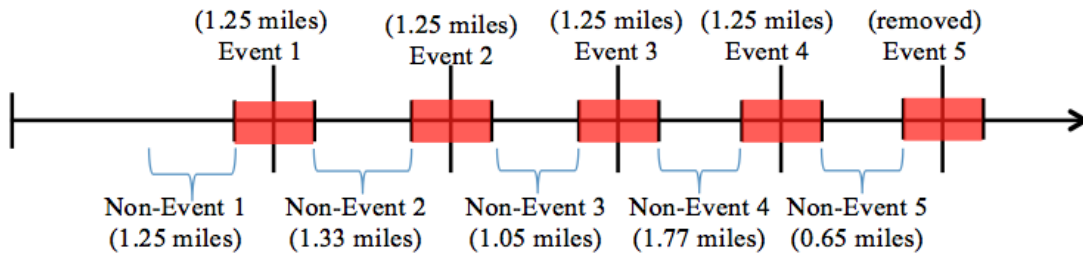 (1.25 miles)
Event 1
(1.25 miles)
Event 2
(1.25 miles)
Event 3
(1.25 miles)
Event 4
(removed)
Event 5
Non-Event 1
(1.25 miles)
Non-Event 2
(1.33 miles)
Non-Event 3
(1.05 miles)
Non-Event 4
(1.77 miles)
Non-Event 5
(0.65 miles)